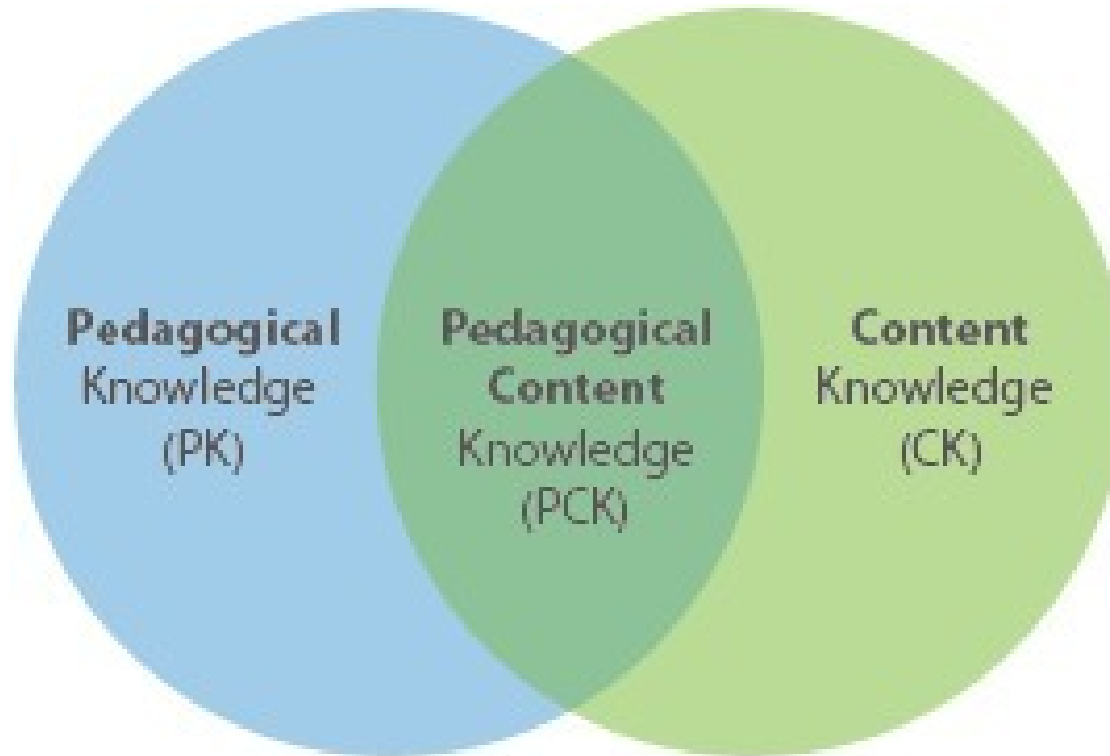 Pedagogical
Knowledge
(PK)
Pedagogical
Content
Knowledge
(PCK)
Content
Knowledge
(CK)